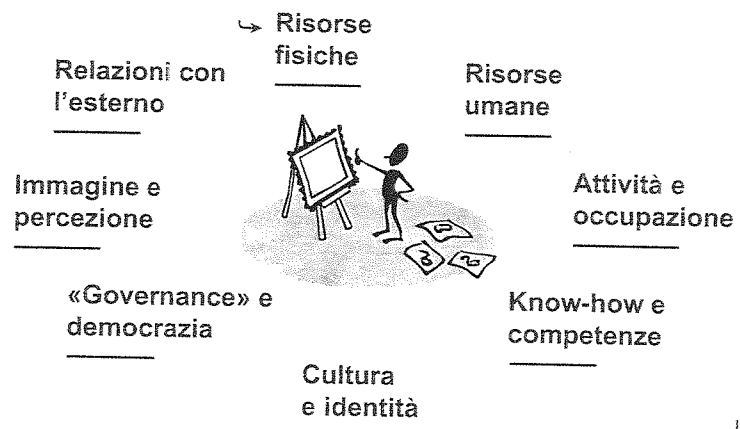 Risorse
fisiche
Risorse
umane
Attività e
occupazione
Know-how e
competenze
Cultura
e identità
«Governance» e
democrazia
Immagine e
percezione
Relazioni con
l'esterno